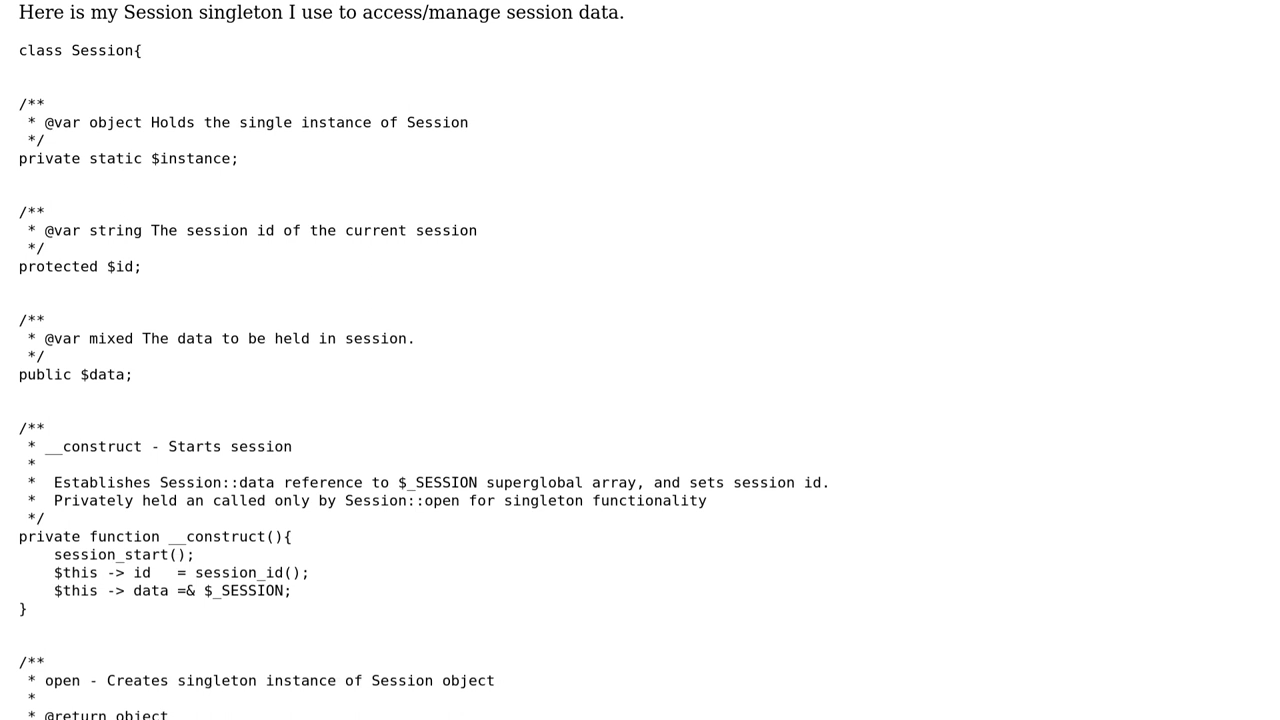 Here is my Session singleton I use to access/manage session data.
class Session{
/**
 * @var object Holds the single instance of Session
 */
private static $instance;
/**
 * @var string The session id of the current session
 */
protected $id;
/**
 * @var mixed The data to be held in session.
 */
public $data;
/**
 * __construct - Starts session
 *
 *  Establishes Session::data reference to $_SESSION superglobal array, and sets session id.
 *  Privately held an called only by Session::open for singleton functionality
 */
private function __construct(){
    session_start();
    $this -> id   = session_id();
    $this -> data =& $_SESSION;
}
/**
 * open - Creates singleton instance of Session object
 *
 * @return object